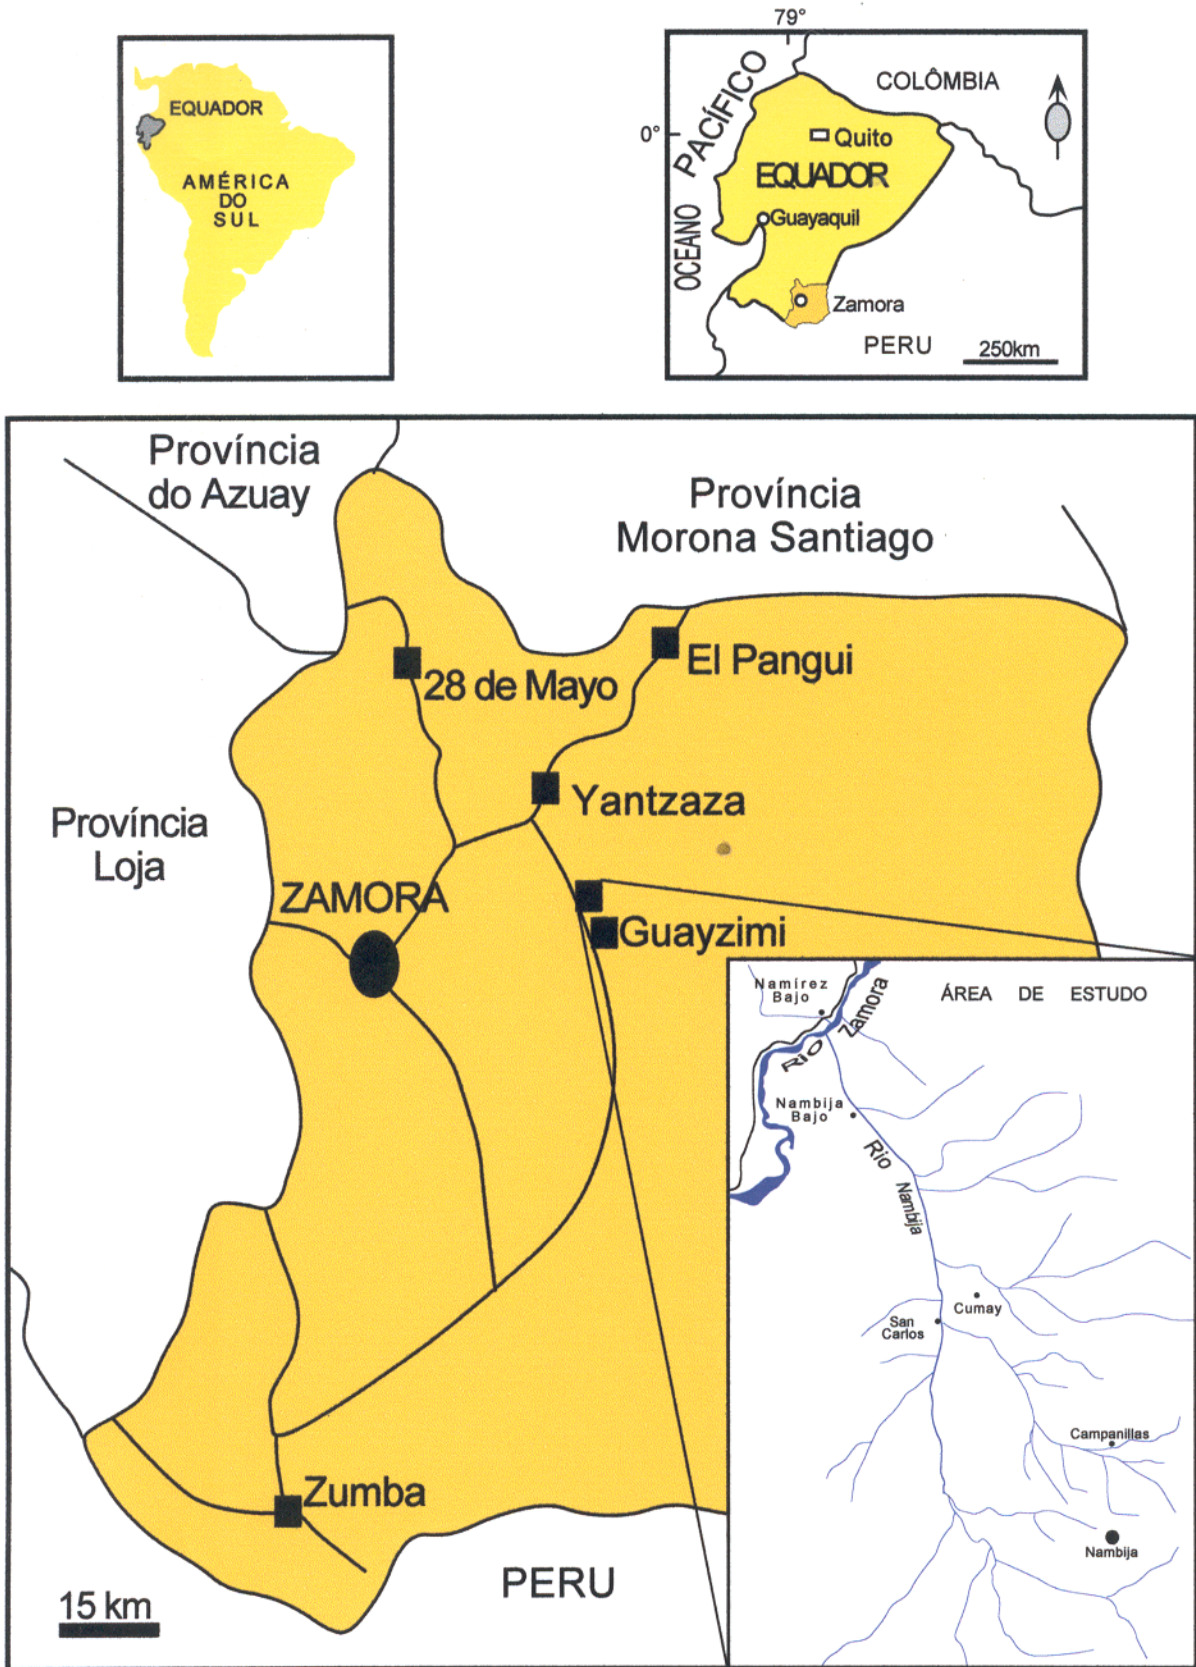 EQUADOR
AMÉRICA
DO
SUL
79°
0°
OCEANO PACÍFICO
COLÔMBIA
Quito
EQUADOR
Guayaquil
Zamora
PERU
250km
Província
do Azuay
Província
Morona Santiago
El Pangui
28 de Mayo
Yantzaza
Província
Loja
ZAMORA
Guayzimi
Zumba
PERU
15 km
ÁREA DE ESTUDO
Namírez
Bajo
RIO Zamora
Nambija
Bajo
Rio Nambija
Cumay
San
Carlos
Campanillas
Nambija